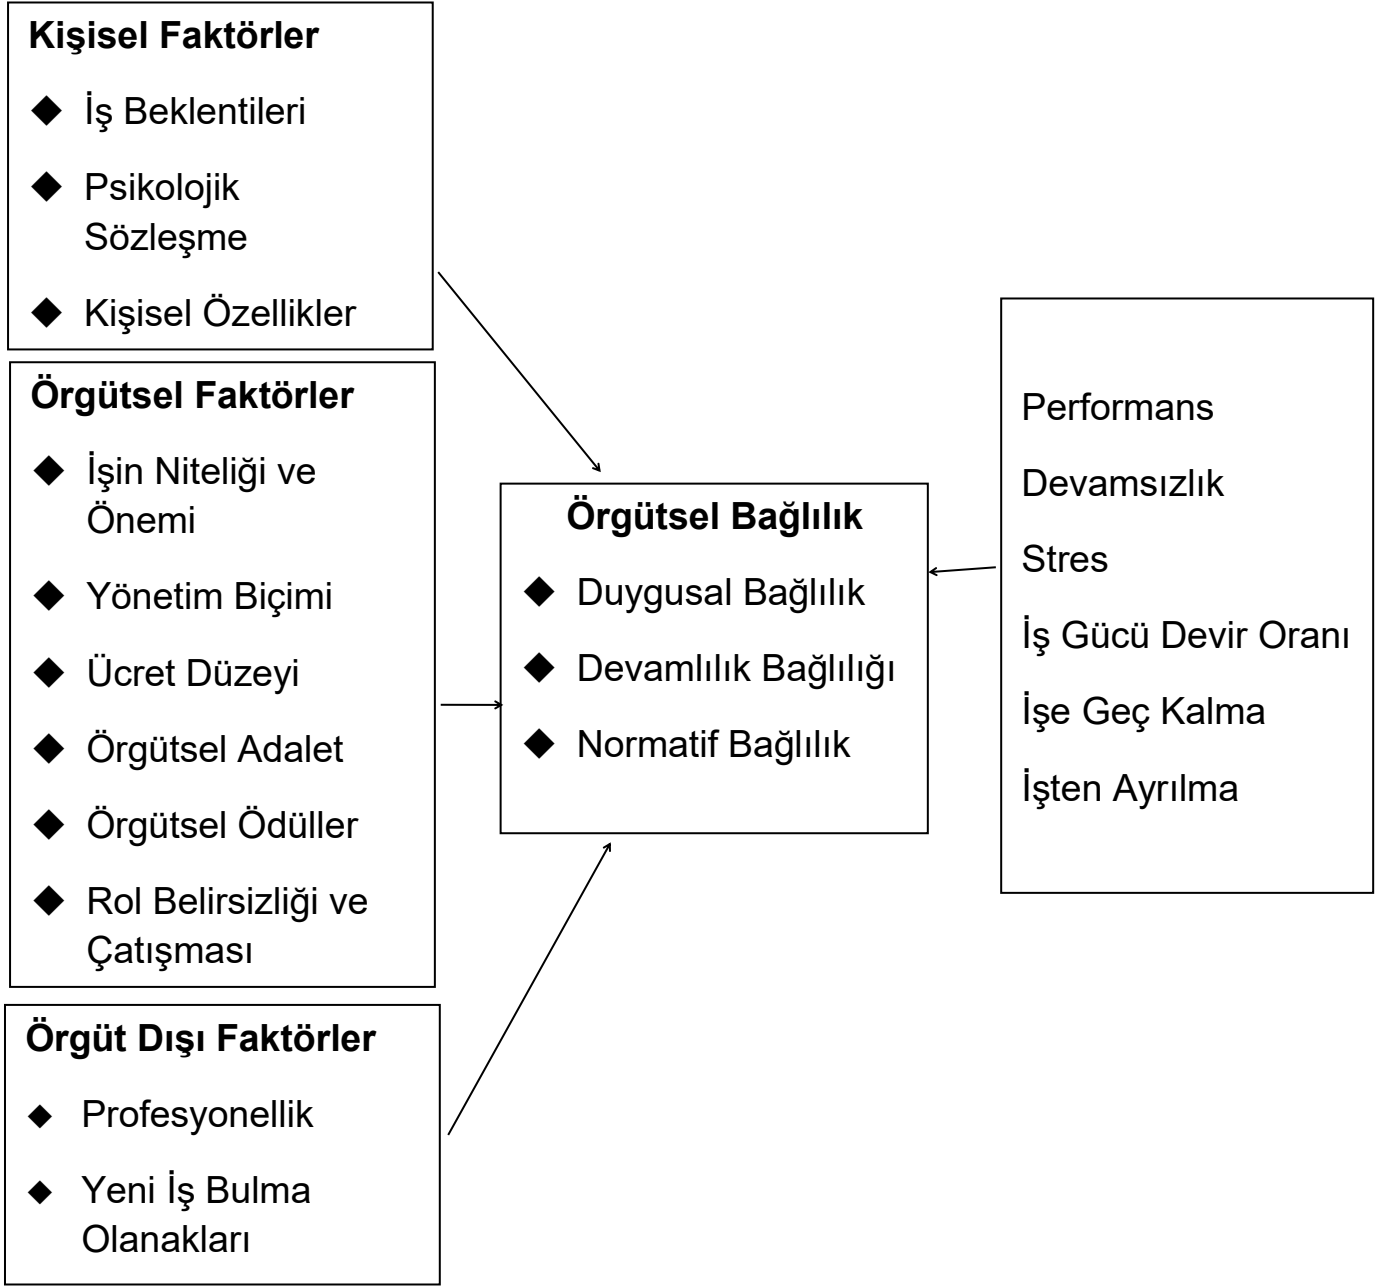 Kişisel Faktörler
İş Beklentileri
Psikolojik
Sözleşme
Kişisel Özellikler
Örgütsel Faktörler
İşin Niteliği ve
Önemi
Yönetim Biçimi
Ücret Düzeyi
Örgütsel Adalet
Örgütsel Ödüller
Rol Belirsizliği ve
Çatışması
Örgüt Dışı Faktörler
Profesyonellik
Yeni İş Bulma
Olanakları
Örgütsel Bağlılık
Duygusal Bağlılık
Devamlılık Bağlılığı
Normatif Bağlılık
Performans
Devamsızlık
Stres
İş Gücü Devir Oranı
İşe Geç Kalma
İşten Ayrılma